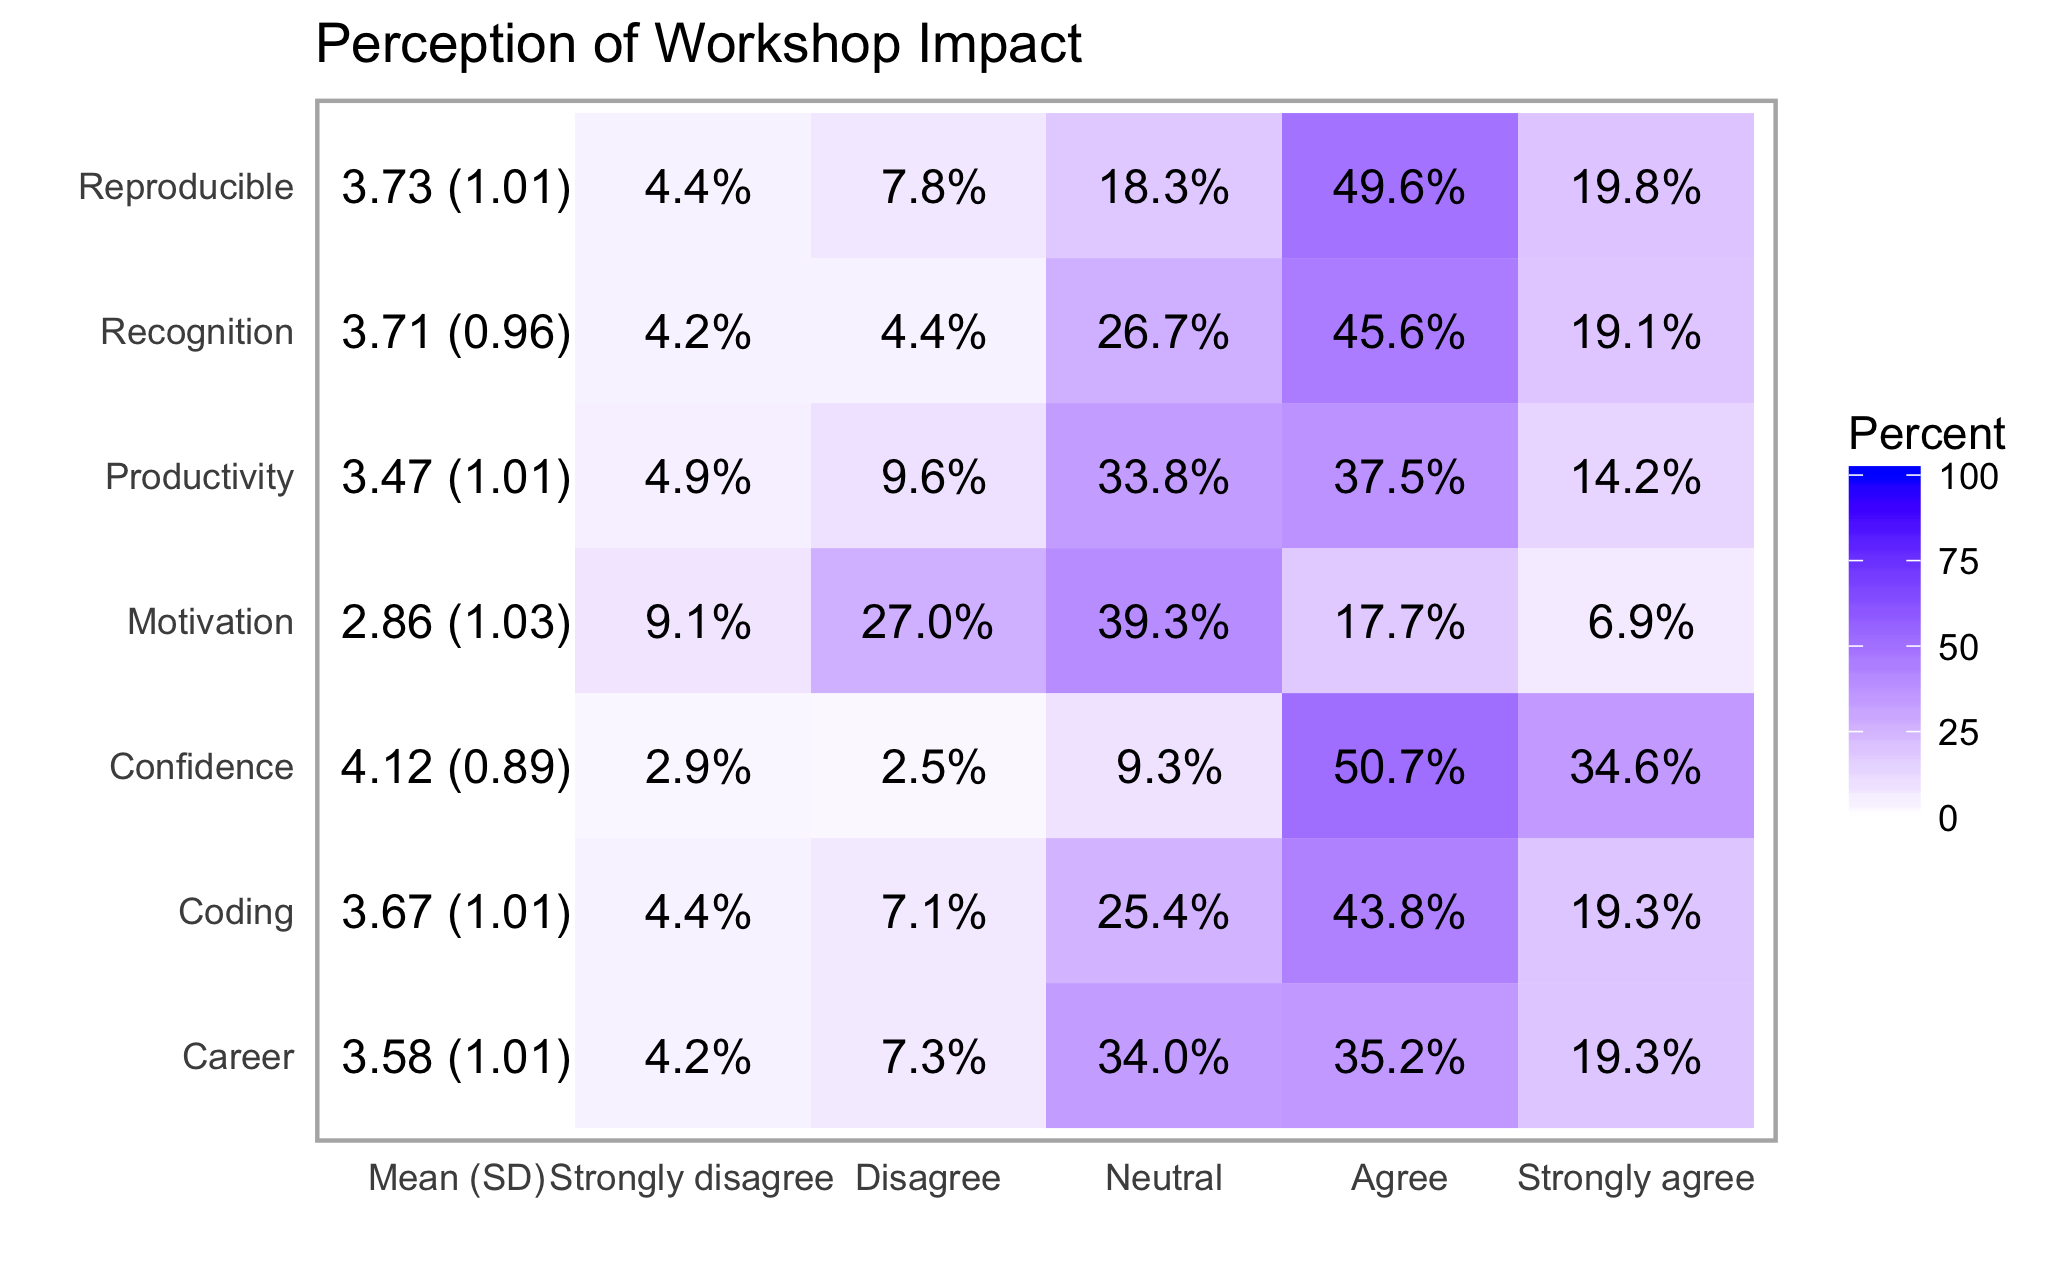 Perception of Workshop Impact
Reproducible 3.73 (1.01) 4.4% 7.8% 18.3% 49.6% 19.8%
Recognition 3.71 (0.96) 4.2% 4.4% 26.7% 45.6% 19.1%
Productivity 3.47 (1.01) 4.9% 9.6% 33.8% 37.5% 14.2%
Motivation 2.86 (1.03) 9.1% 27.0% 39.3% 17.7% 6.9%
Confidence 4.12 (0.89) 2.9% 2.5% 9.3% 50.7% 34.6%
Coding 3.67 (1.01) 4.4% 7.1% 25.4% 43.8% 19.3%
Career 3.58 (1.01) 4.2% 7.3% 34.0% 35.2% 19.3%
Mean (SD) Strongly disagree Disagree Neutral Agree Strongly agree
Percent
100
75
50
25
0